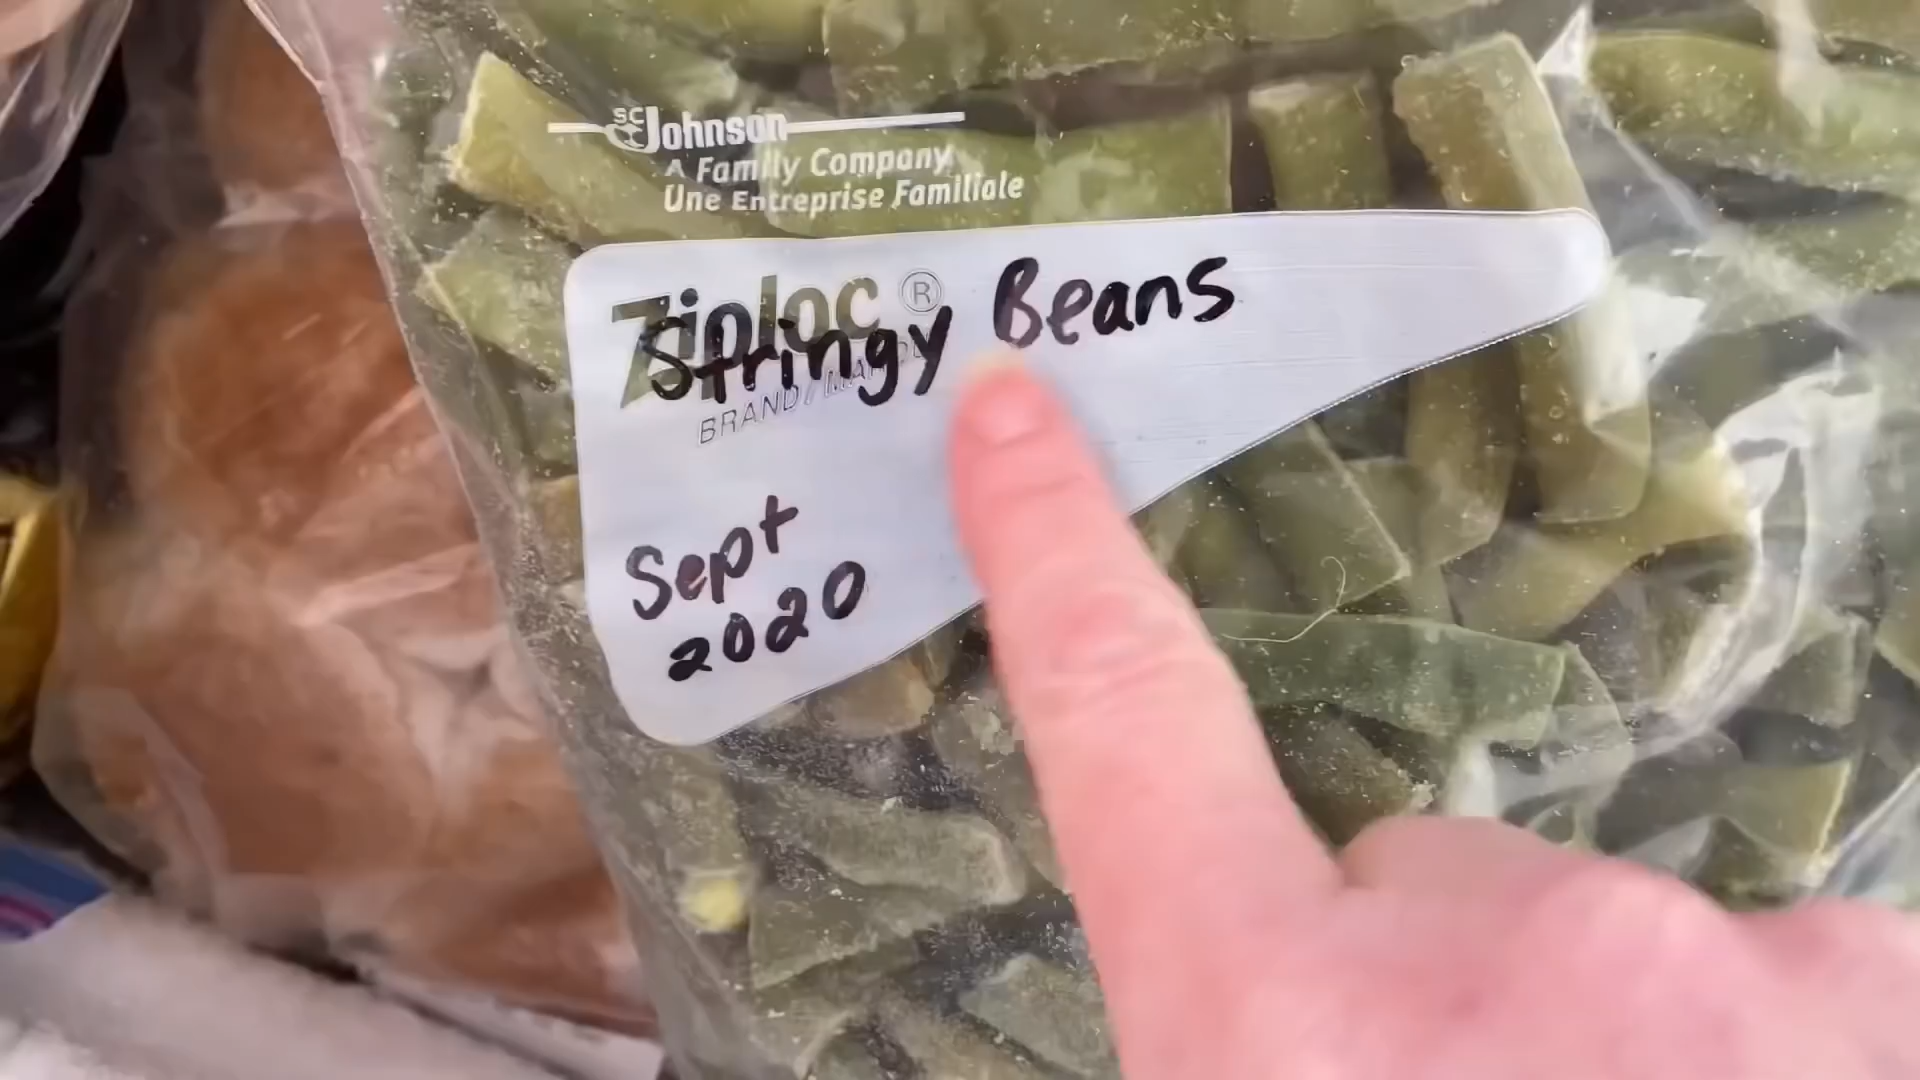 SC Johnson
A Family Company
Une Entreprise Familiale
Ziploc®
Stringy Beans
BRAND
Sept
2020